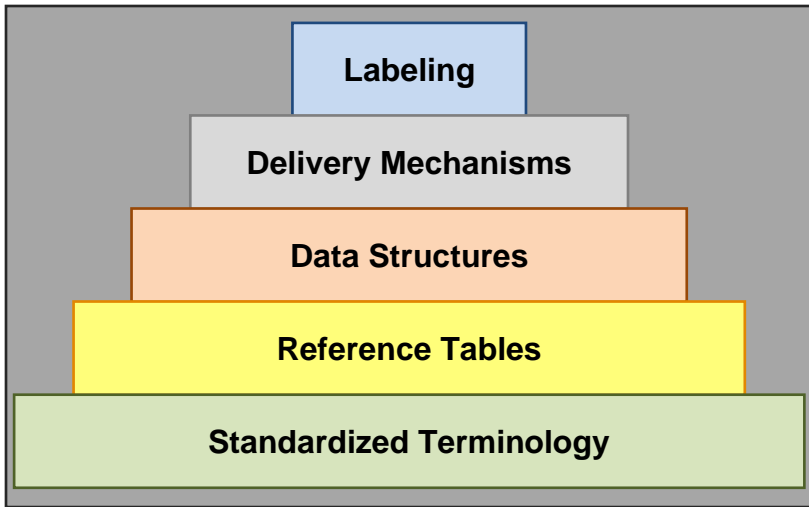 Labeling
Delivery Mechanisms
Data Structures
Reference Tables
Standardized Terminology